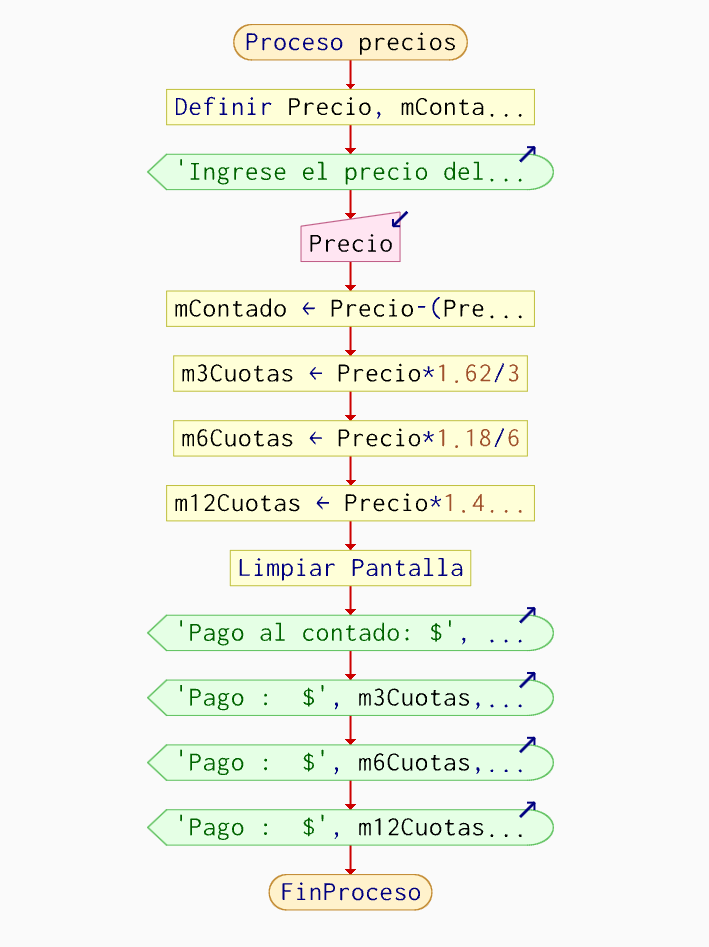 Proceso precios
Definir Precio, mConta...
'Ingrese el precio del...
Precio
mContado ← Precio-(Pre...
m3Cuotas ← Precio*1.62/3
m6Cuotas ← Precio*1.18/6
m12Cuotas ← Precio*1.4...
Limpiar Pantalla
'Pago al contado: $', ...
'Pago :  $', m3Cuotas,...
'Pago :  $', m6Cuotas,...
'Pago :  $', m12Cuotas...
FinProceso